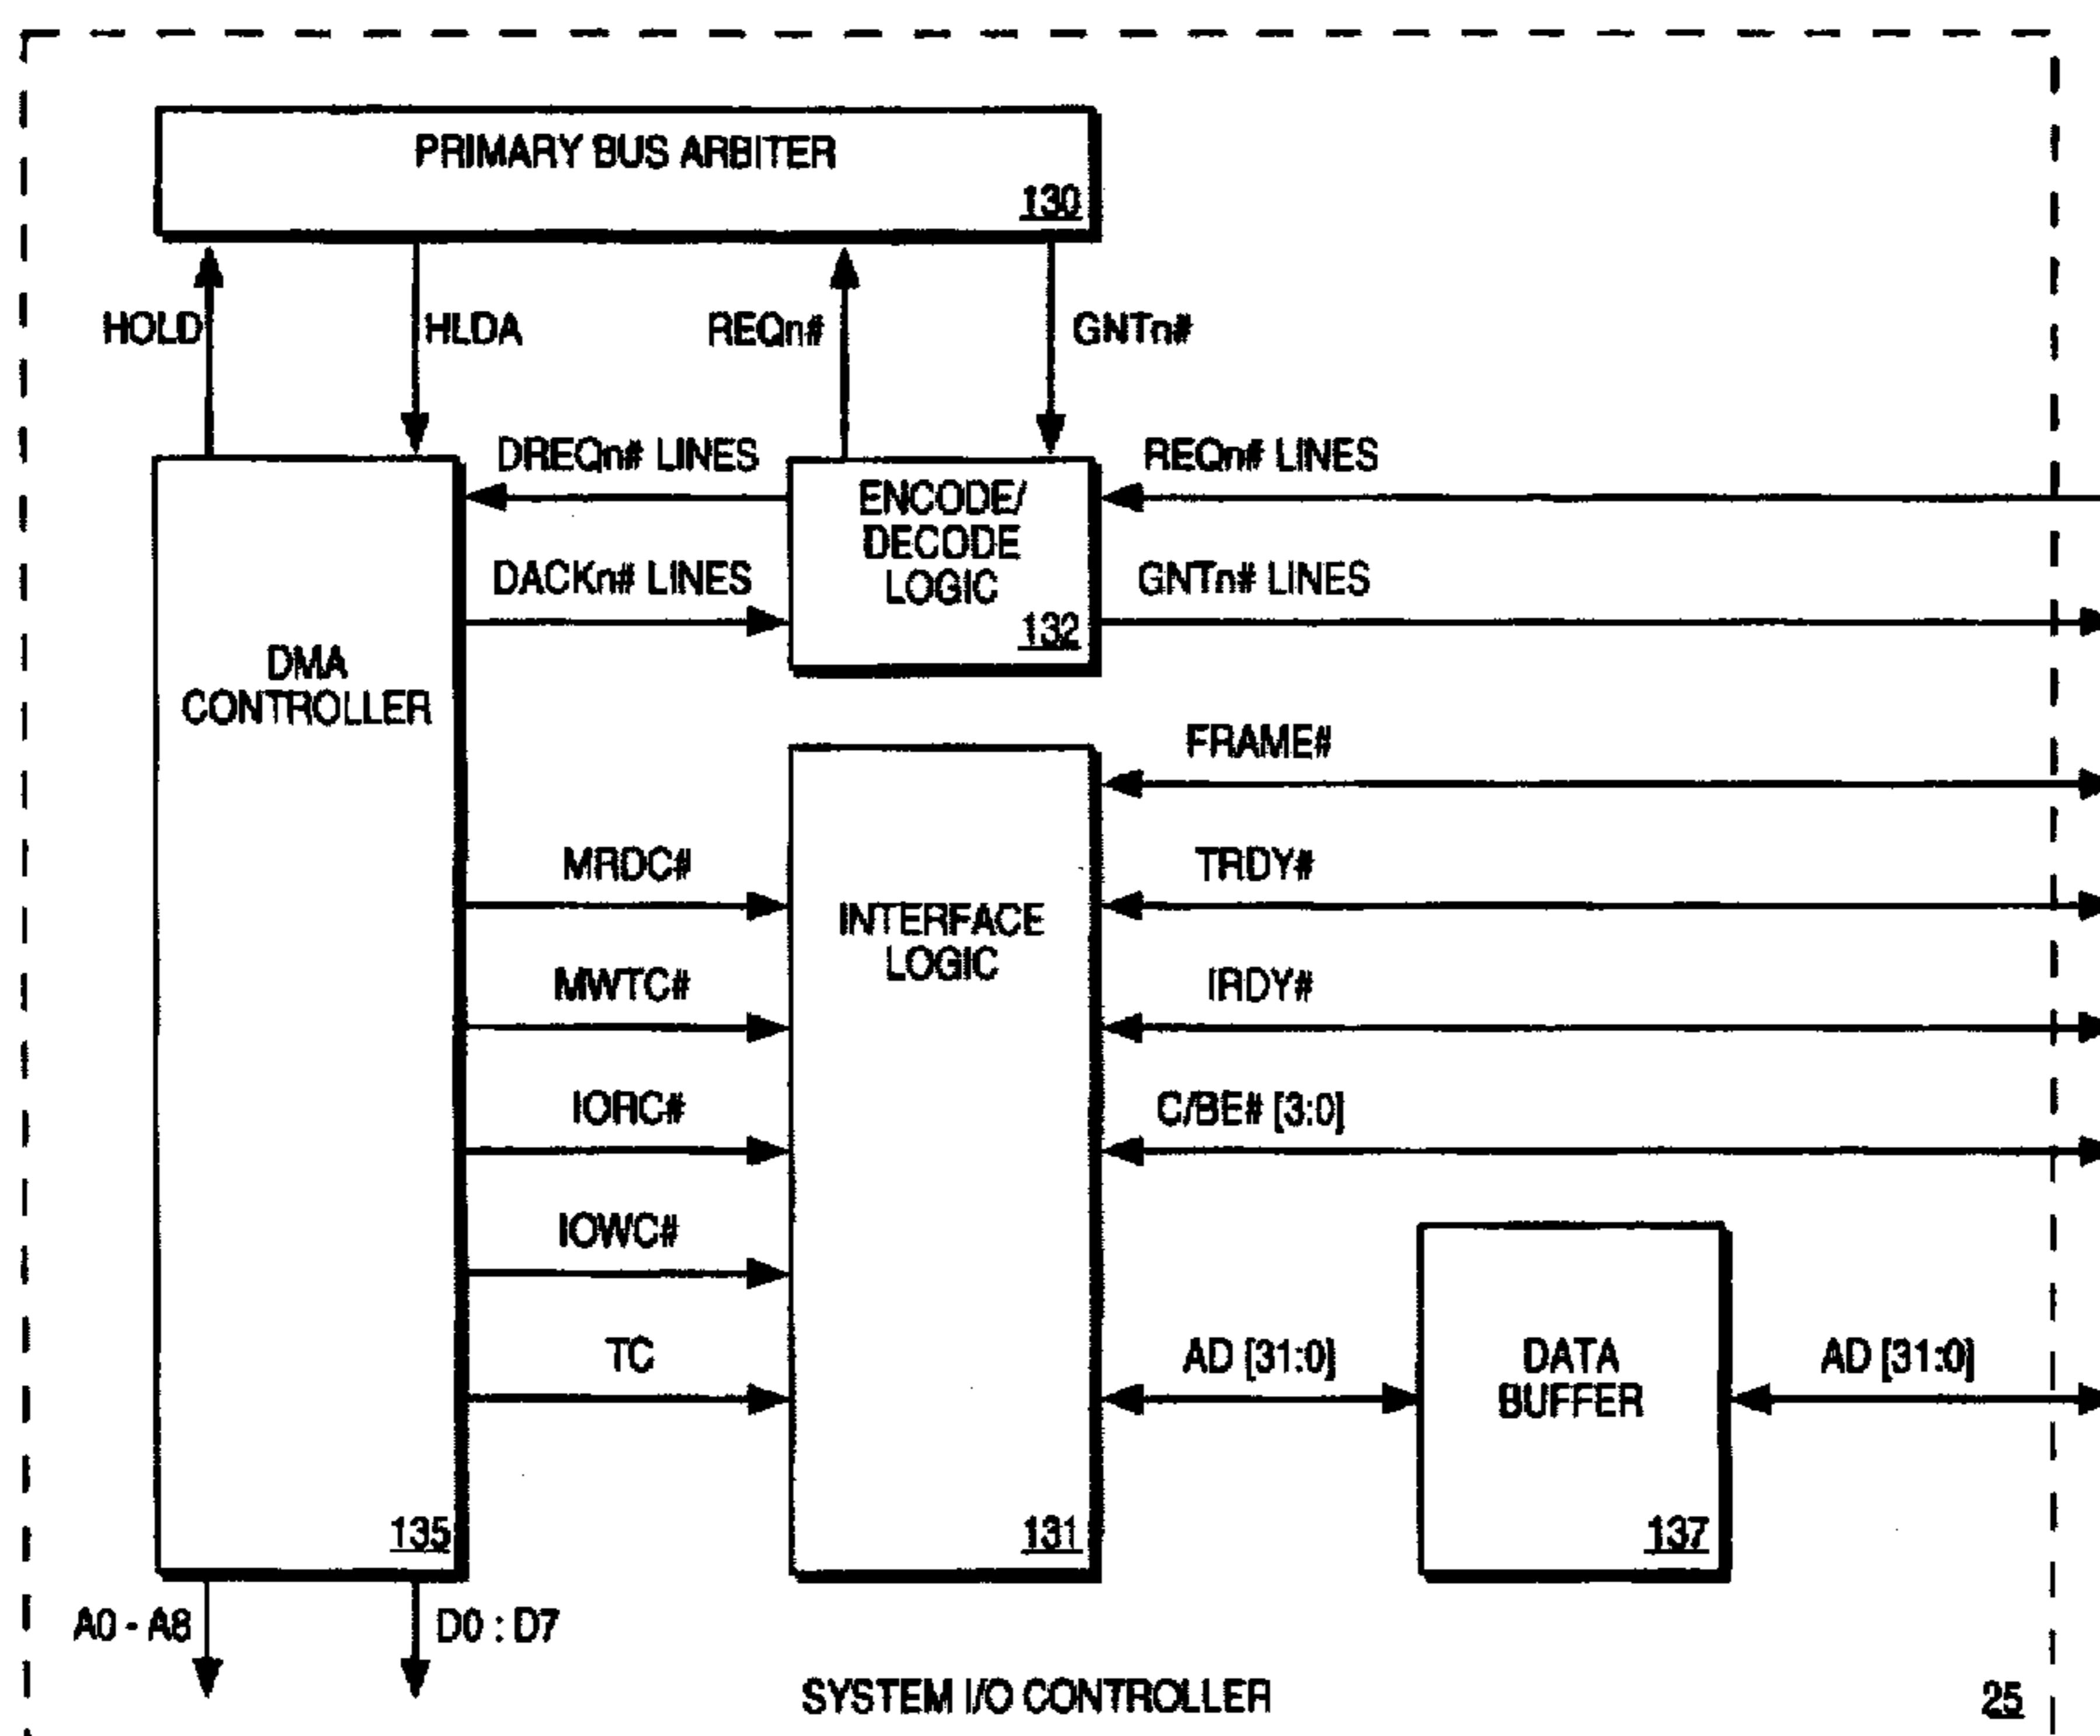 PRIMARY BUS ARBITER
130
HOLD
HLDA
REQn#
GNTn#
DREQn# LINES
REQn# LINES
ENCODE/
DECODE
LOGIC
132
DACKn# LINES
GNTn# LINES
DMA
CONTROLLER
135
FRAME#
MRDC#
TRDY#
INTERFACE
LOGIC
131
MWTC#
IRDY#
IORC#
C/BE# [3:0]
IOWC#
TC
AD [31:0]
DATA
BUFFER
137
AD [31:0]
A0 - A8
D0 : D7
SYSTEM I/O CONTROLLER
25